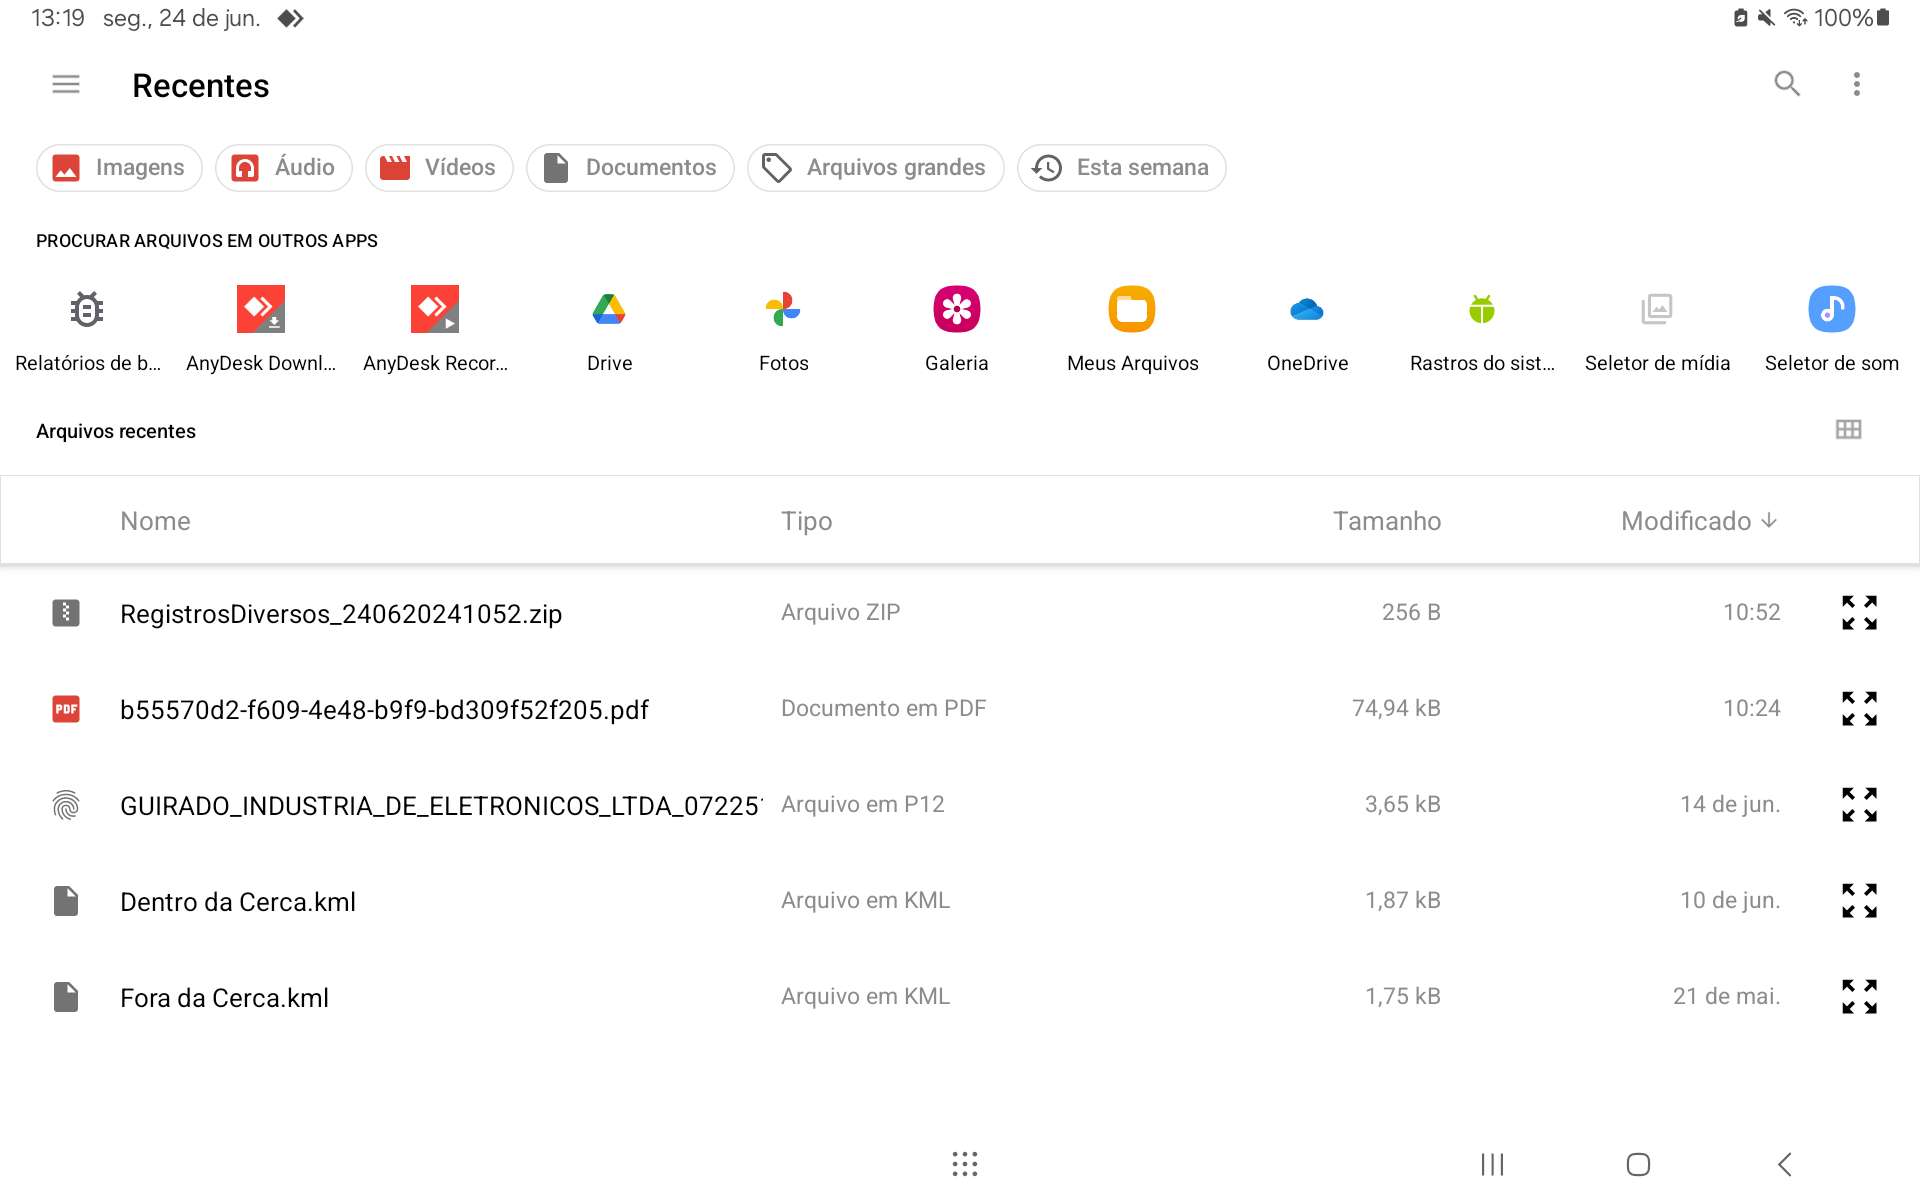 13:19 seg., 24 de jun. 100%
Recentes
Imagens Áudio Vídeos Documentos Arquivos grandes Esta semana
PROCURAR ARQUIVOS EM OUTROS APPS
Relatórios de b... AnyDesk Downl... AnyDesk Recor... Drive Fotos Galeria Meus Arquivos OneDrive Rastros do sist... Seletor de mídia Seletor de som
Arquivos recentes
Nome Tipo Tamanho Modificado
RegistrosDiversos_240620241052.zip Arquivo ZIP 256 B 10:52
PDF b55570d2-f609-4e48-b9f9-bd309f52f205.pdf Documento em PDF 74,94 kB 10:24
GUIRADO_INDUSTRIA_DE_ELETRONICOS_LTDA_07225 Arquivo em P12 3,65 kB 14 de jun.
Dentro da Cerca.kml Arquivo em KML 1,87 kB 10 de jun.
Fora da Cerca.kml Arquivo em KML 1,75 kB 21 de mai.